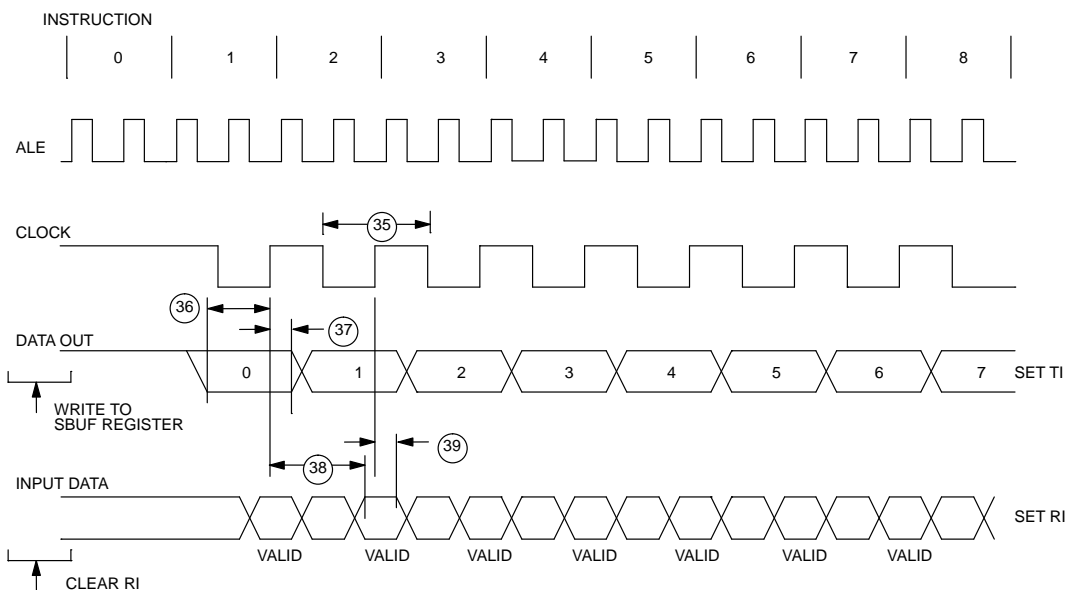 INSTRUCTION
0 1 2 3 4 5 6 7 8
ALE
35
CLOCK
36
37
DATA OUT
0 1 2 3 4 5 6 7 SET TI
WRITE TO
SBUF REGISTER
39
38
INPUT DATA
SET RI
VALID VALID VALID VALID VALID VALID VALID
CLEAR RI